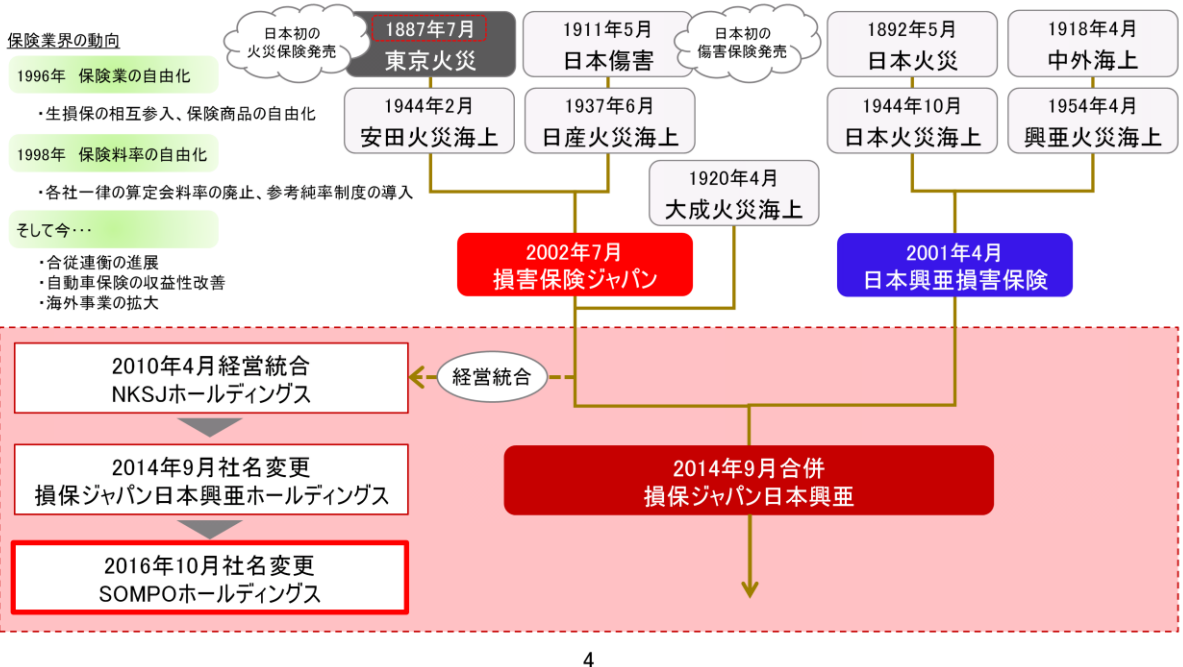 保険業界の動向
1996年 保険業の自由化
・生損保の相互参入、保険商品の自由化
1998年 保険料率の自由化
・各社一律の算定会料率の廃止、参考純率制度の導入
そして今･･･
・合従連衡の進展
・自動車保険の収益性改善
・海外事業の拡大
日本初の
火災保険発売
1887年7月
東京火災
1911年5月
日本傷害
日本初の
傷害保険発売
1892年5月
日本火災
1918年4月
中外海上
1944年2月
安田火災海上
1937年6月
日産火災海上
1944年10月
日本火災海上
1954年4月
興亜火災海上
1920年4月
大成火災海上
2002年7月
損害保険ジャパン
2001年4月
日本興亜損害保険
2010年4月経営統合
NKSJホールディングス
経営統合
2014年9月社名変更
損保ジャパン日本興亜ホールディングス
2014年9月合併
損保ジャパン日本興亜
2016年10月社名変更
SOMPOホールディングス
4